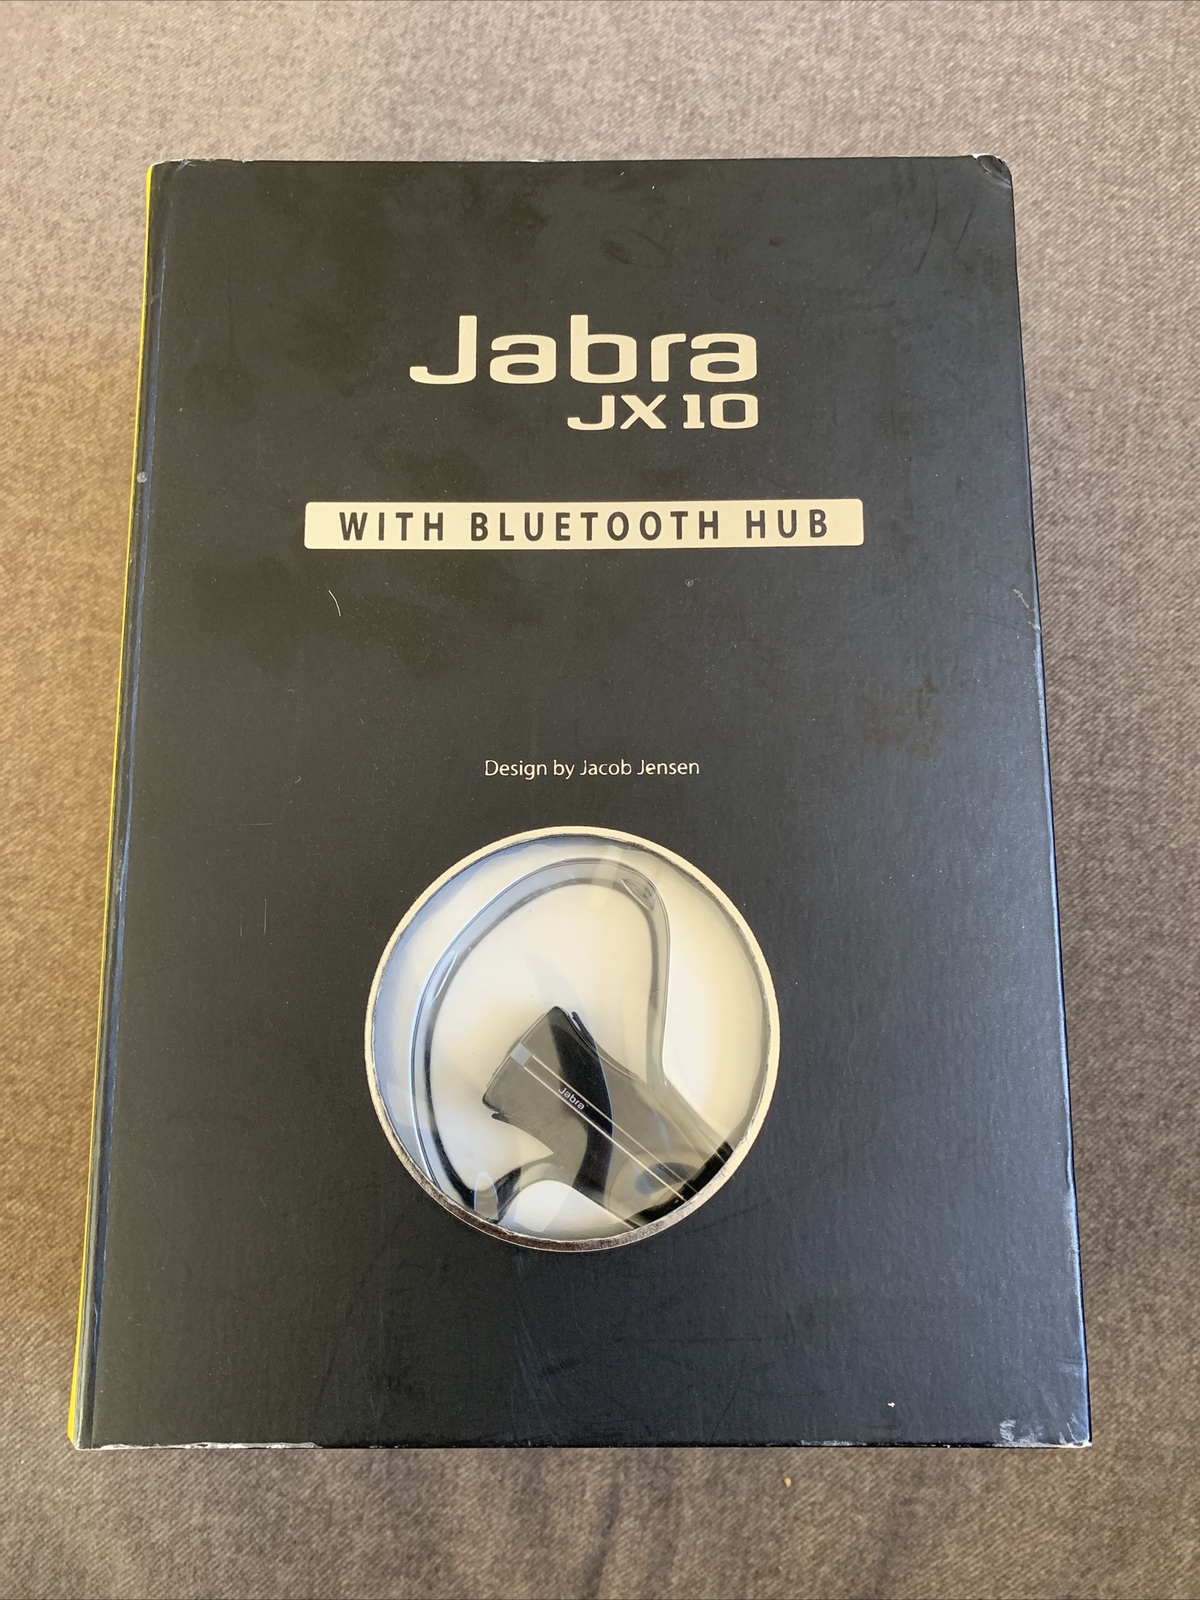 Jabra
JX10
WITH BLUETOOTH HUB
Design by Jacob Jensen
Jabra